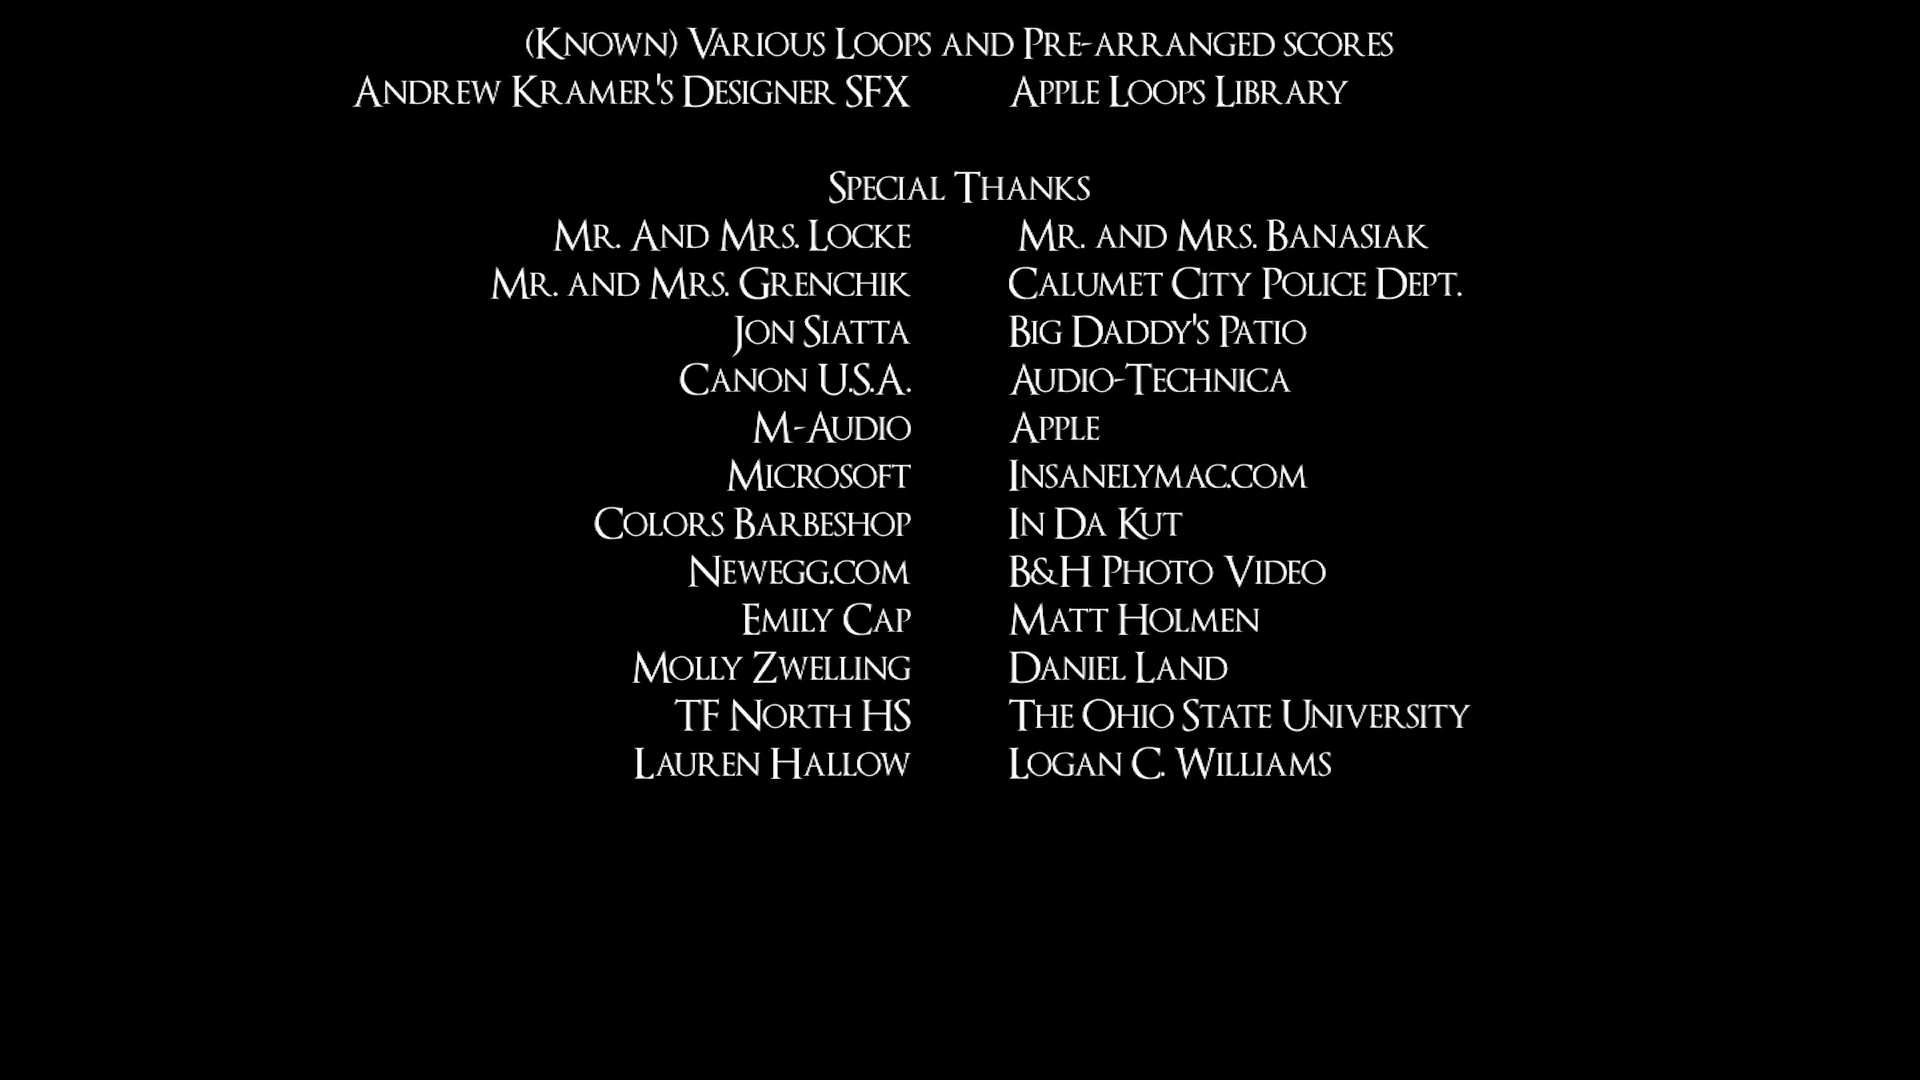 (Known) Various Loops and Pre-arranged scores
Andrew Kramer's Designer SFX Apple Loops Library
Special Thanks
Mr. And Mrs. Locke Mr. and Mrs. Banasiak
Mr. and Mrs. Grenchik Calumet City Police Dept.
Jon Siatta Big Daddy's Patio
Canon U.S.A. Audio-Technica
M-Audio Apple
Microsoft Insanelymac.com
Colors Barbeshop In Da Kut
Newegg.com B&H Photo Video
Emily Cap Matt Holmen
Molly Zwelling Daniel Land
TF North HS The Ohio State University
Lauren Hallow Logan C. Williams